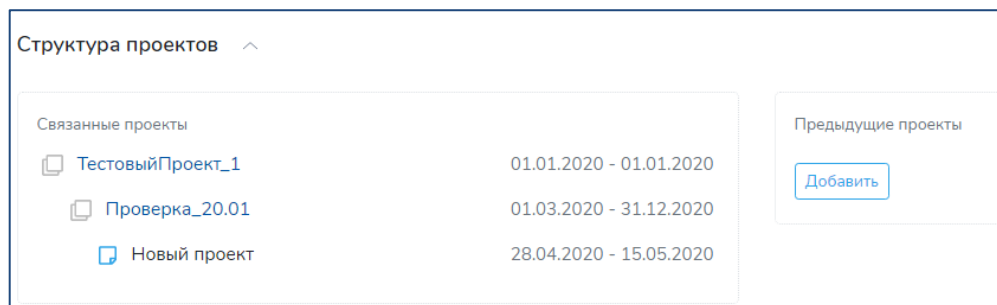 Структура проектов
Связанные проекты
ТестовыйПроект_1 01.01.2020 - 01.01.2020
Проверка_20.01 01.03.2020 - 31.12.2020
Новый проект 28.04.2020 - 15.05.2020
Предыдущие проекты
Добавить